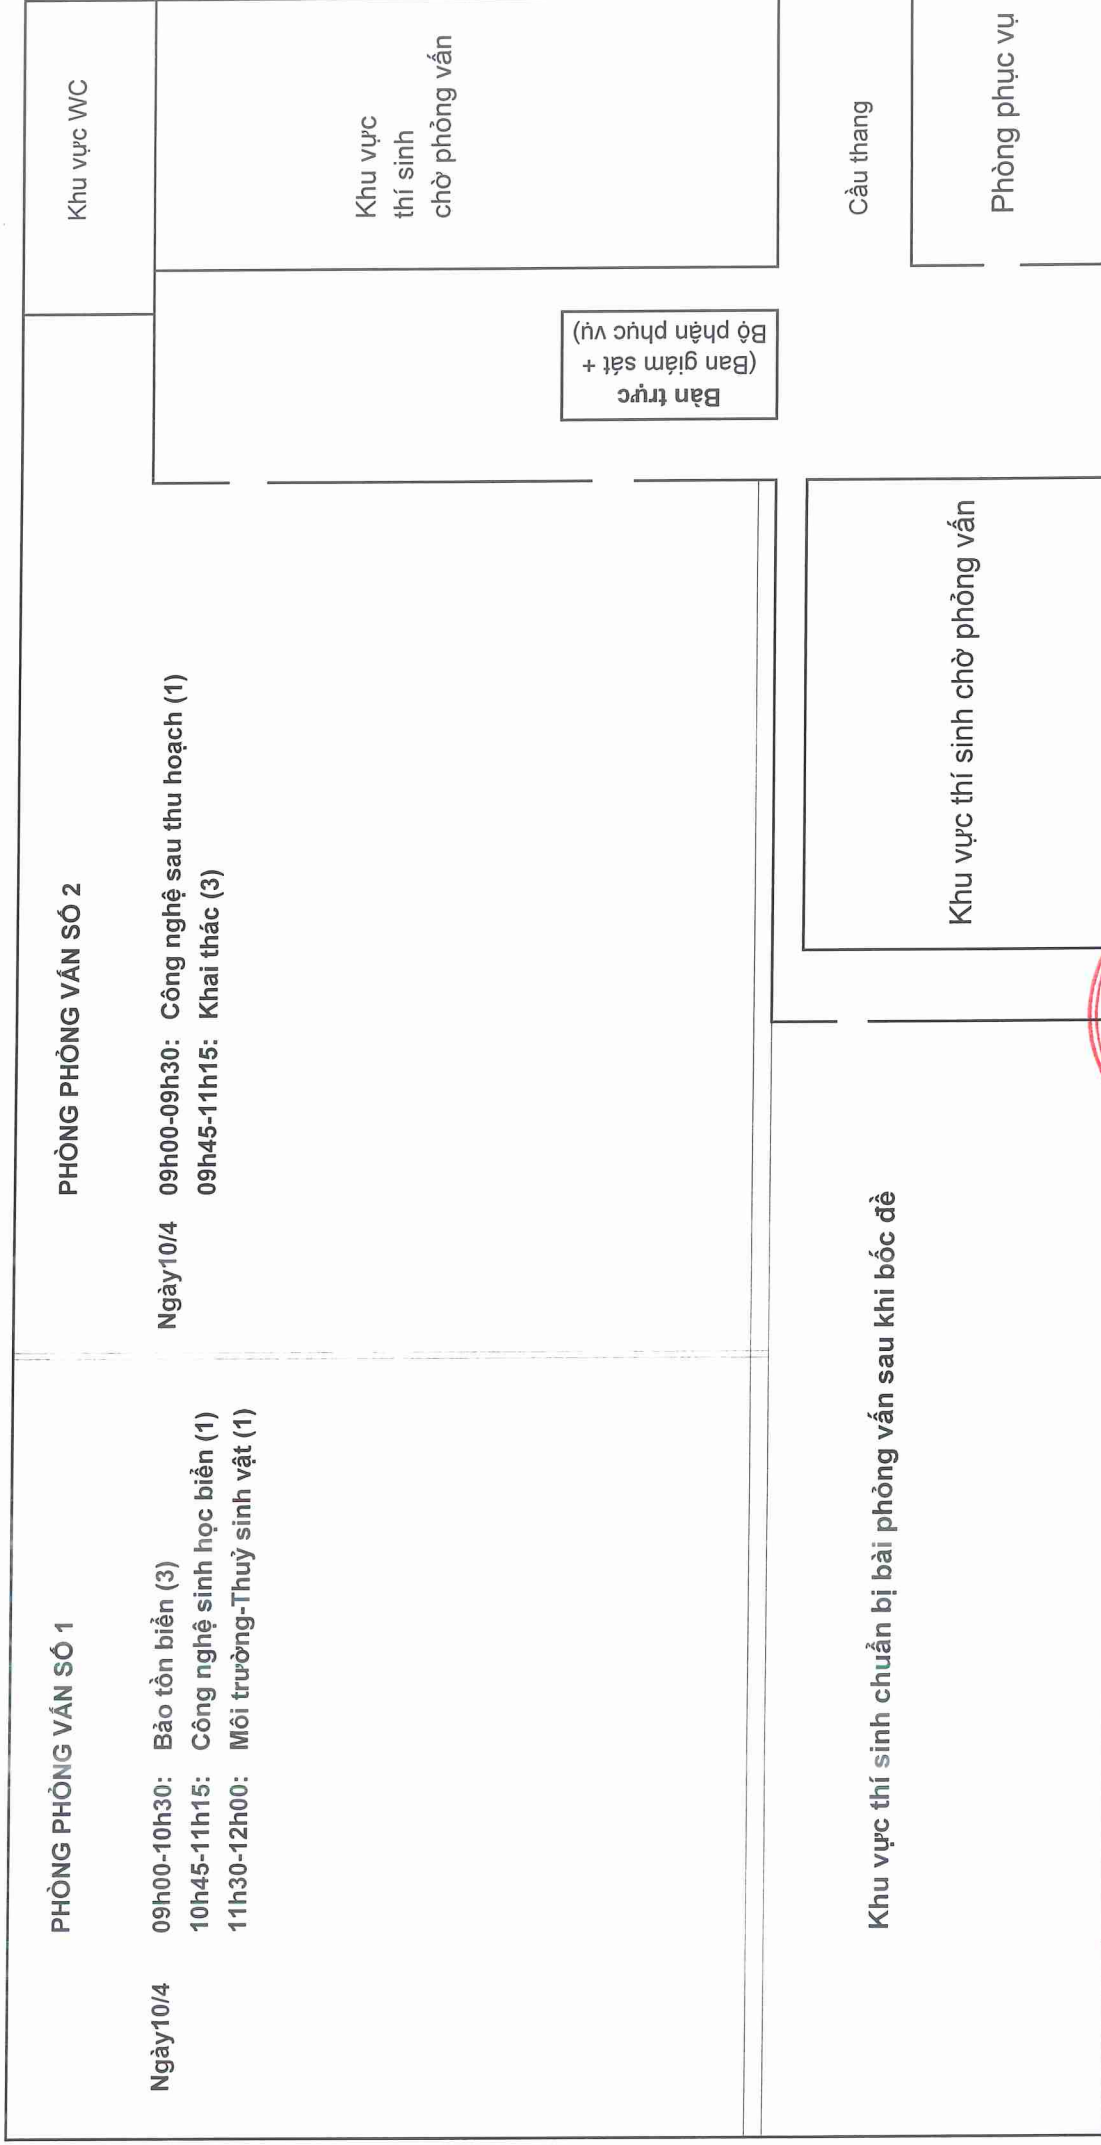 PHÒNG PHỎNG VẤN SỐ 1
Ngày10/4 09h00-10h30: Bảo tồn biển (3)
10h45-11h15: Công nghệ sinh học biển (1)
11h30-12h00: Môi trường-Thuỷ sinh vật (1)
PHÒNG PHỎNG VẤN SỐ 2
Ngày10/4 09h00-09h30: Công nghệ sau thu hoạch (1)
09h45-11h15: Khai thác (3)
Khu vực WC
Khu vực
thí sinh
chờ phỏng vấn
Bàn trực
(Ban giám sát +
Bộ phận phục vụ)
Cầu thang
Phòng phục vụ
Khu vực thí sinh chờ phỏng vấn
Khu vực thí sinh chuẩn bị bài phỏng vấn sau khi bốc đề